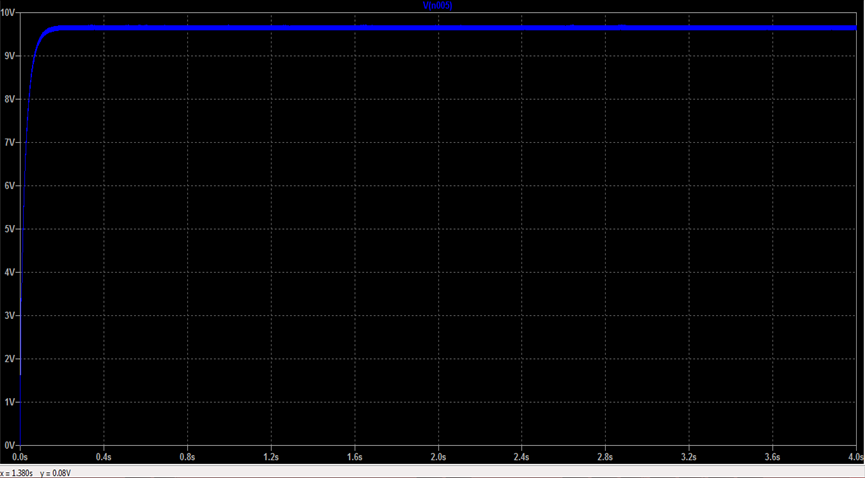 V(n005)
10V
9V
8V
7V
6V
5V
4V
3V
2V
1V
0V
0.0s 0.4s 0.8s 1.2s 1.6s 2.0s 2.4s 2.8s 3.2s 3.6s 4.0s
x = 1.380s y = 0.08V